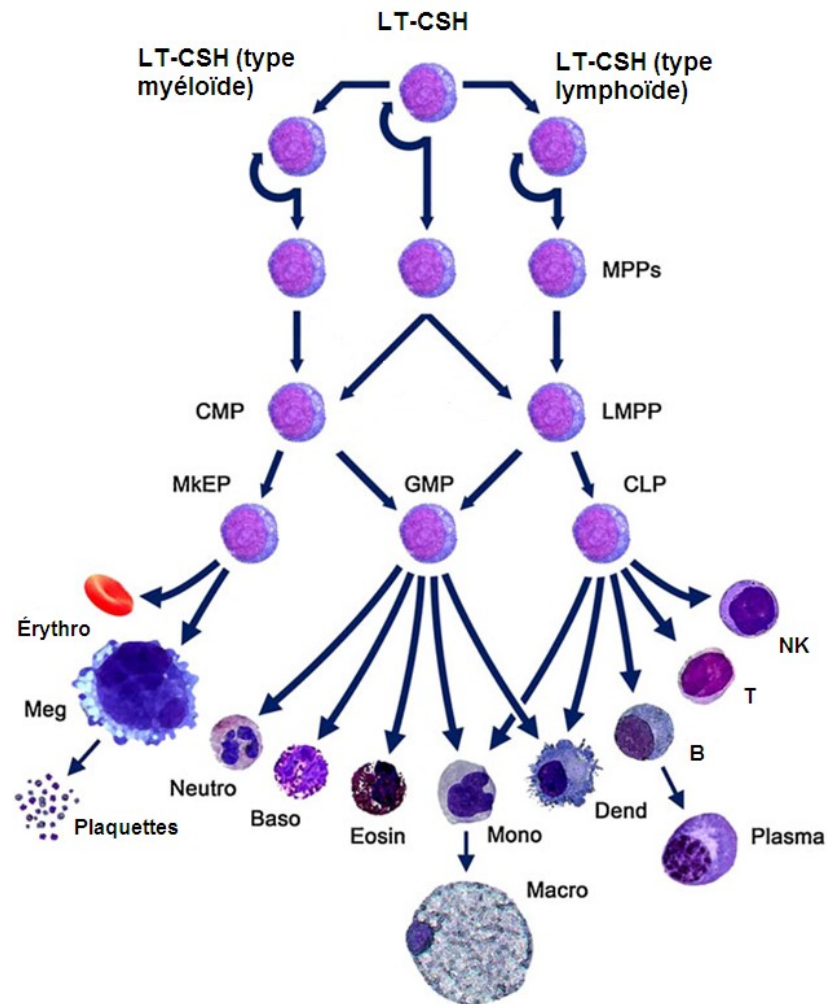 LT-CSH
LT-CSH (type
myéloïde)
LT-CSH (type
lymphoïde)
MPPs
CMP
LMPP
MkEP
GMP
CLP
Érythro
NK
Meg
T
Neutro
B
Plaquettes
Baso
Eosin
Mono
Dend
Plasma
Macro